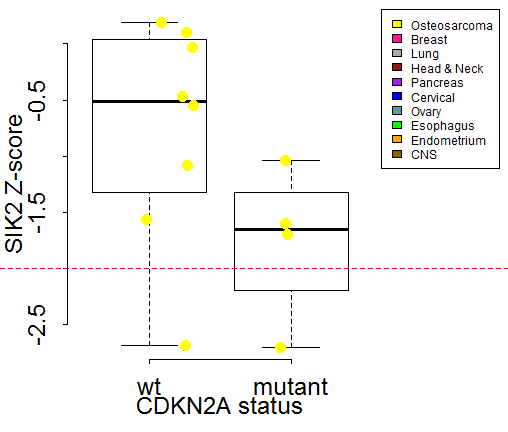 SIK2 Z-score
-0.5
-1.5
-2.5
wt mutant
CDKN2A status
Osteosarcoma
Breast
Lung
Head & Neck
Pancreas
Cervical
Ovary
Esophagus
Endometrium
CNS